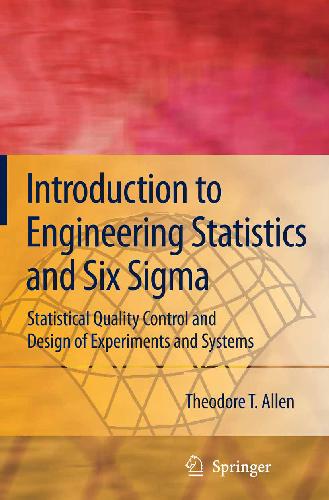 Introduction to
Engineering Statistics
and Six Sigma
Statistical Quality Control and
Design of Experiments and Systems
Theodore T. Allen
Springer